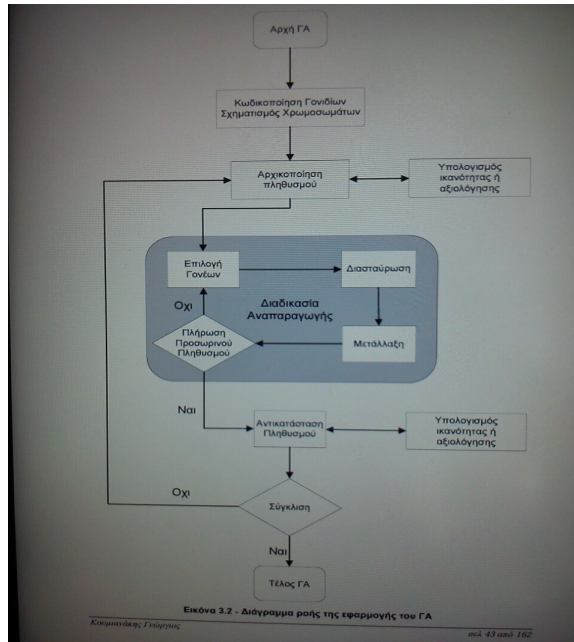 Αρχή ΓΑ
Κωδικοποίηση Γονιδίων
Σχηματισμός Χρωμοσωμάτων
Αρχικοποίηση
πληθυσμού
Υπολογισμός
ικανότητας ή
αξιολόγησης
Επιλογή
Γονέων
Διασταύρωση
Οχι
Διαδικασία
Αναπαραγωγής
Πλήρωση
Προσωρινού
Πληθυσμού
Μετάλλαξη
Ναι
Αντικατάσταση
Πληθυσμού
Υπολογισμός
ικανότητας ή
αξιολόγησης
Οχι
Σύγκλιση
Ναι
Τέλος ΓΑ
Εικόνα 3.2 - Διάγραμμα ροής της εφαρμογής του ΓΑ
Γεώργιος
σελ 43 από 162